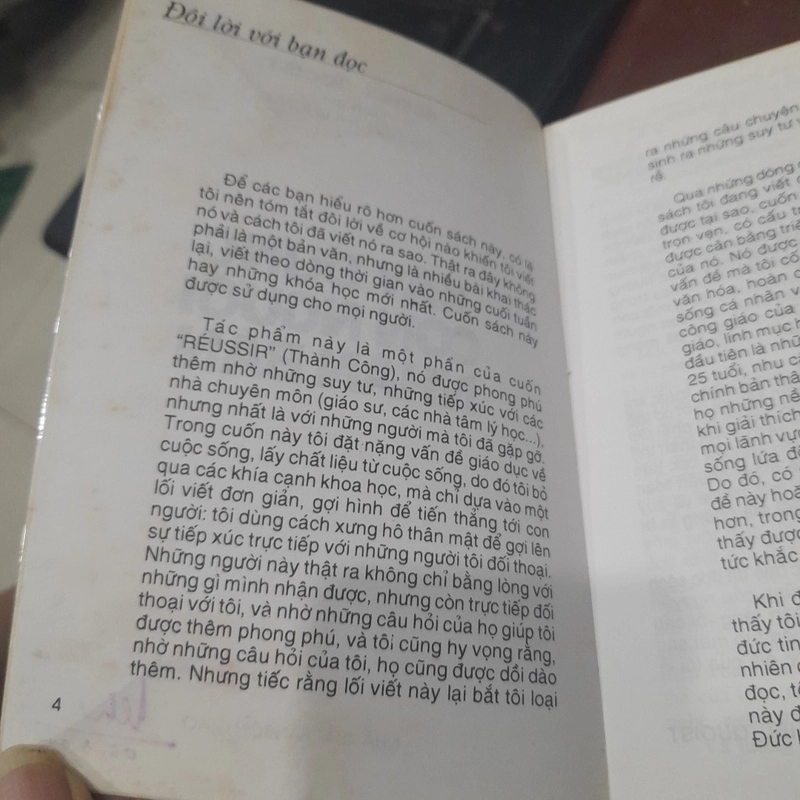 Đôi lời với bạn đọc
Để các bạn hiểu rõ hơn cuốn sách này, có lẽ
tôi nên tóm tắt đôi lời về cơ hội nào khiến tôi viết
nó và cách tôi đã viết nó ra sao. Thật ra đây không
phải là một bản văn, nhưng là nhiều bài khai thác
lại, viết theo dòng thời gian vào những cuối tuần
hay những khóa học mới nhất. Cuốn sách này
được sử dụng cho mọi người.
Tác phẩm này là một phần của cuốn
“RÉUSSIR” (Thành Công), nó được phong phú
thêm nhờ những suy tư, những tiếp xúc với các
nhà chuyên môn (giáo sư, các nhà tâm lý học...),
nhưng nhất là với những người mà tôi đã gặp gỡ.
Trong cuốn này tôi đặt nặng vấn đề giáo dục về
cuộc sống, lấy chất liệu từ cuộc sống, do đó tôi bỏ
qua các khía cạnh khoa học, mà chỉ dựa vào một
lối viết đơn giản, gợi hình để tiến thẳng tới con
người: tôi dùng cách xưng hô thân mật để gợi lên
sự tiếp xúc trực tiếp với những người tôi đối thoại.
Những người này thật ra không chỉ bằng lòng với
những gì mình nhận được, nhưng còn trực tiếp đối
thoại với tôi, và nhờ những câu hỏi của họ giúp tôi
được thêm phong phú, và tôi cũng hy vọng rằng,
nhờ những câu hỏi của tôi, họ cũng được dồi dào
thêm. Nhưng tiếc rằng lối viết này lại bắt tôi loại
4
ra những câu chuyện
sinh ra những suy tư
rễ.
Qua những dòng
sách tôi đang viết
được tại sao, cuốn
trọn vẹn, có cấu
được cân bằng
của nó. Nó được
vấn đề mà tôi cố
văn hóa, hoàn
sống cá nhân
công giáo của
giáo, linh mục
đầu tiên là
25 tuổi, như
chính bản
họ những
khi giải thích
mọi lãnh
sống lứa
Do đó, có
đề này
hơn, trong
thấy được
tức khắc
Khi
thấy tôi
đức tin
nhiên
đọc,
này
Đức